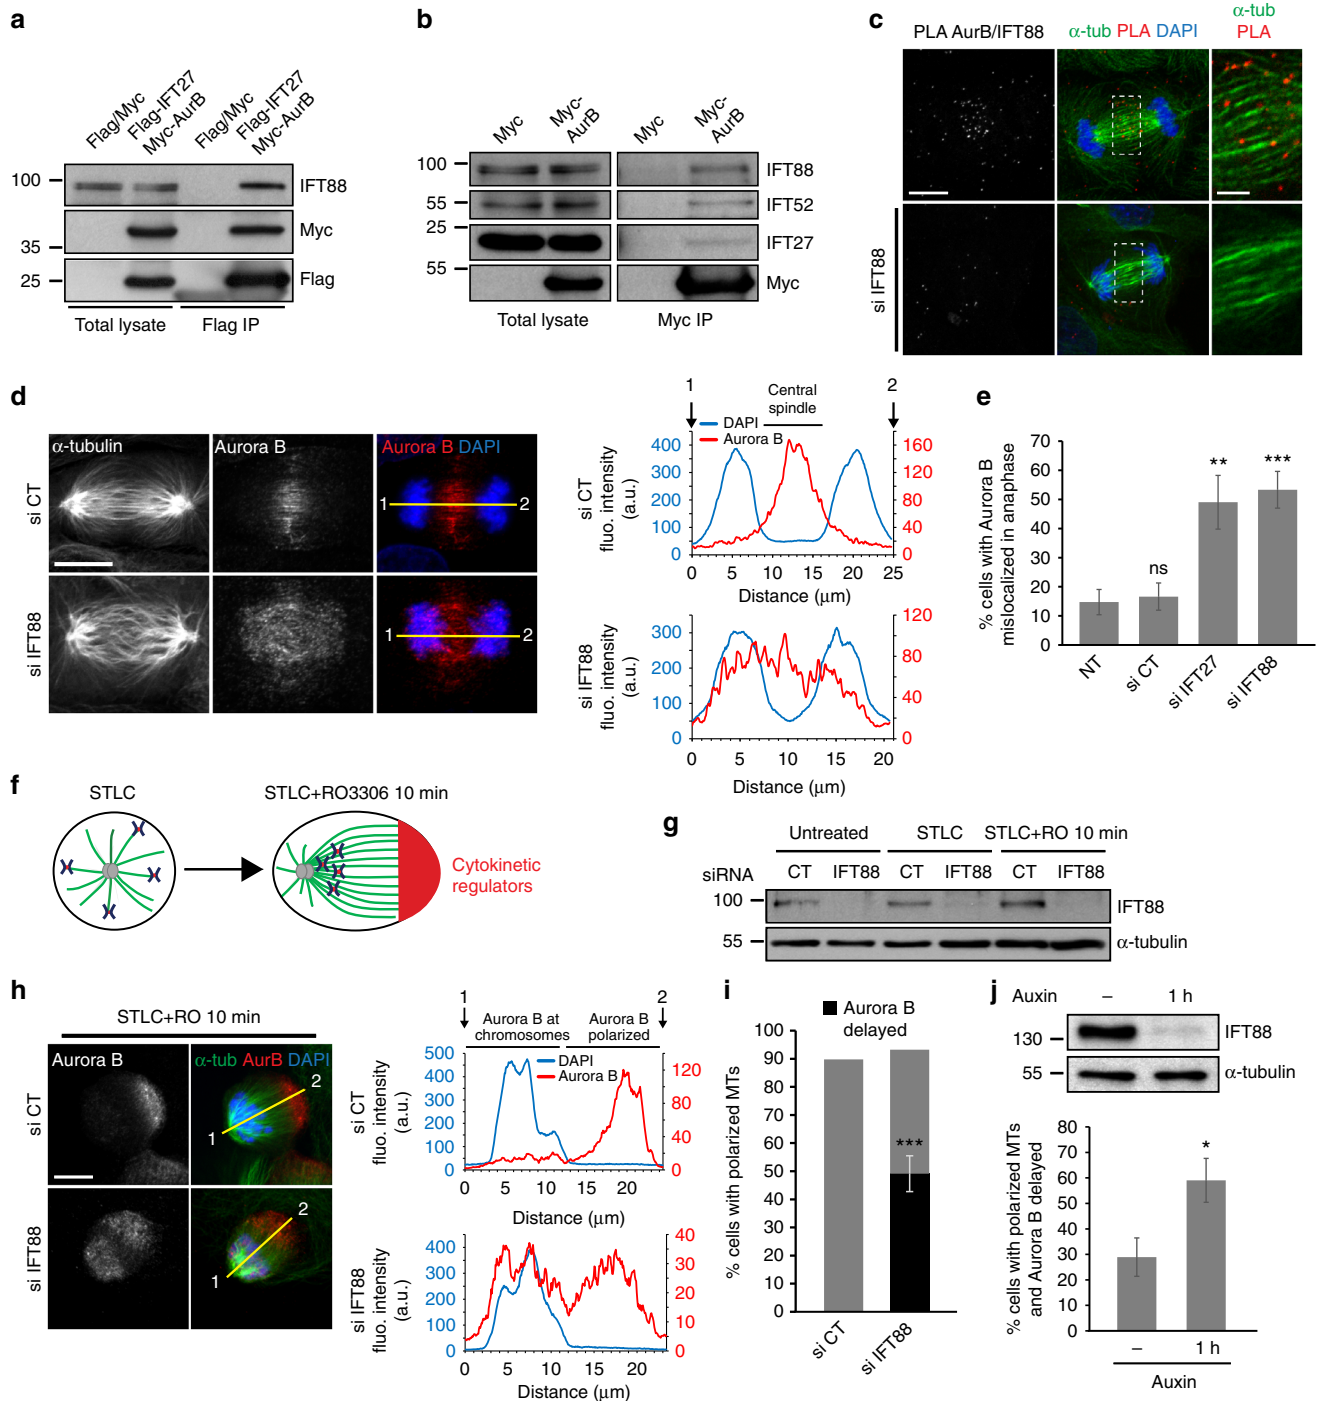 a
Flag/Myc
Flag-IFT27
Myc-AurB
Flag/Myc
Flag-IFT27
Myc-AurB
100
IFT88
Myc
35
25
Flag
Total lysate
Flag IP
b
Myc
Myc-
AurB
Myc
Myc-
AurB
100
IFT88
55
IFT52
25
IFT27
55
Myc
Total lysate
Myc IP
c
PLA AurB/IFT88
α-tub PLA DAPI
α-tub
PLA
si IFT88
d
α-tubulin
Aurora B
Aurora B DAPI
si CT
1
2
si IFT88
1
2
1
2
Central
spindle
DAPI
Aurora B
si CT
fluo. intensity
(a.u.)
400
300
200
100
0
160
120
80
40
0
0 5 10 15 20 25
Distance (μm)
si IFT88
fluo. intensity
(a.u.)
300
200
100
0
120
80
40
0
0 5 10 15 20
Distance (μm)
e
% cells with Aurora B
mislocalized in anaphase
70
60
50
40
30
20
10
0
ns
**
***
NT
si CT
si IFT27
si IFT88
f
STLC
STLC+RO3306 10 min
Cytokinetic
regulators
g
Untreated
STLC
STLC+RO 10 min
siRNA
CT IFT88 CT IFT88 CT IFT88
100
IFT88
55
α-tubulin
h
STLC+RO 10 min
Aurora B
α-tub AurB DAPI
si CT
1
2
si IFT88
1
2
1
2
Aurora B at
chromosomes
Aurora B
polarized
DAPI
Aurora B
si CT
fluo. intensity
(a.u.)
500
400
300
200
100
0
120
80
40
0
0 5 10 15 20
Distance (μm)
si IFT88
fluo. intensity
(a.u.)
400
300
200
100
0
40
30
20
10
0
0 5 10 15 20
Distance (μm)
i
Aurora B
delayed
% cells with polarized MTs
100
90
80
70
60
50
40
30
20
10
0
***
si CT
si IFT88
j
Auxin
–
1 h
130
IFT88
55
α-tubulin
% cells with polarized MTs
and Aurora B delayed
80
70
60
50
40
30
20
10
0
*
–
1 h
Auxin